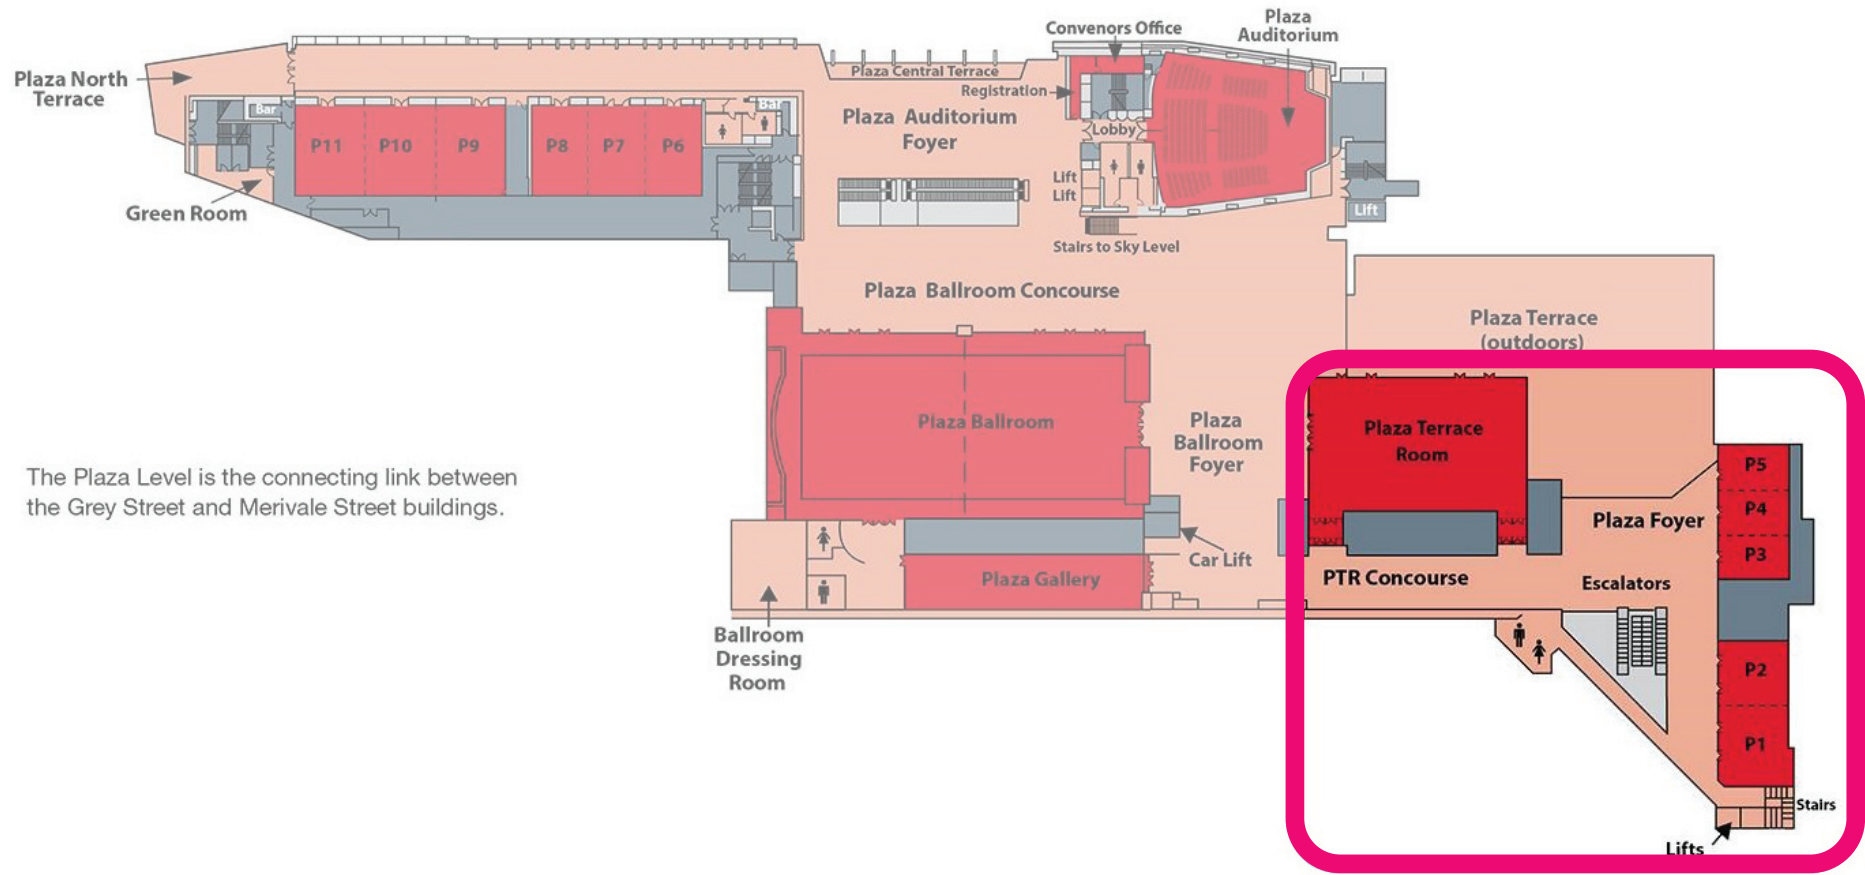 Convenors Office
Plaza
Auditorium
Plaza North
Terrace
Plaza Central Terrace
Registration
Bar
Bar
Plaza Auditorium
Foyer
Lobby
P11
P10
P9
P8
P7
P6
Lift
Lift
Lift
Green Room
Stairs to Sky Level
Plaza Ballroom Concourse
Plaza Terrace
(outdoors)
Plaza Ballroom
Plaza
Ballroom
Foyer
Plaza Terrace
Room
The Plaza Level is the connecting link between
the Grey Street and Merivale Street buildings.
P5
P4
P3
Plaza Foyer
Car Lift
PTR Concourse
Escalators
Plaza Gallery
Ballroom
Dressing
Room
P2
P1
Stairs
Lifts